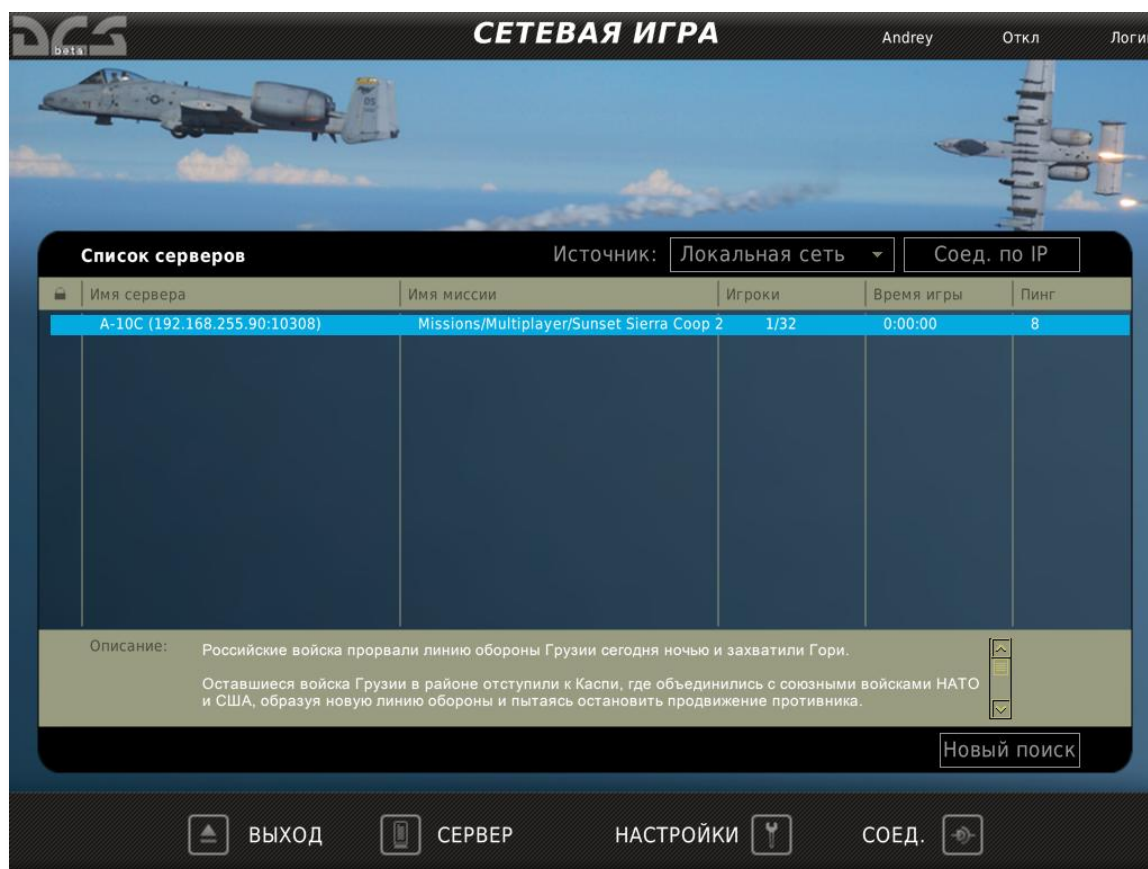 DCS
beta
СЕТЕВАЯ ИГРА
Andrey
Откл
Список серверов
Источник:
Локальная сеть
Соед. по IP
Имя сервера
Имя миссии
Игроки
Время игры
Пинг
A-10C (192.168.255.90:10308)
Missions/Multiplayer/Sunset Sierra Coop 2
1/32
0:00:00
8
Описание:
Российские войска прорвали линию обороны Грузии сегодня ночью и захватили Гори.
Оставшиеся войска Грузии в районе отступили к Каспи, где объединились с союзными войсками НАТО
и США, образуя новую линию обороны и пытаясь остановить продвижение противника.
Новый поиск
ВЫХОД
СЕРВЕР
НАСТРОЙКИ
СОЕД.